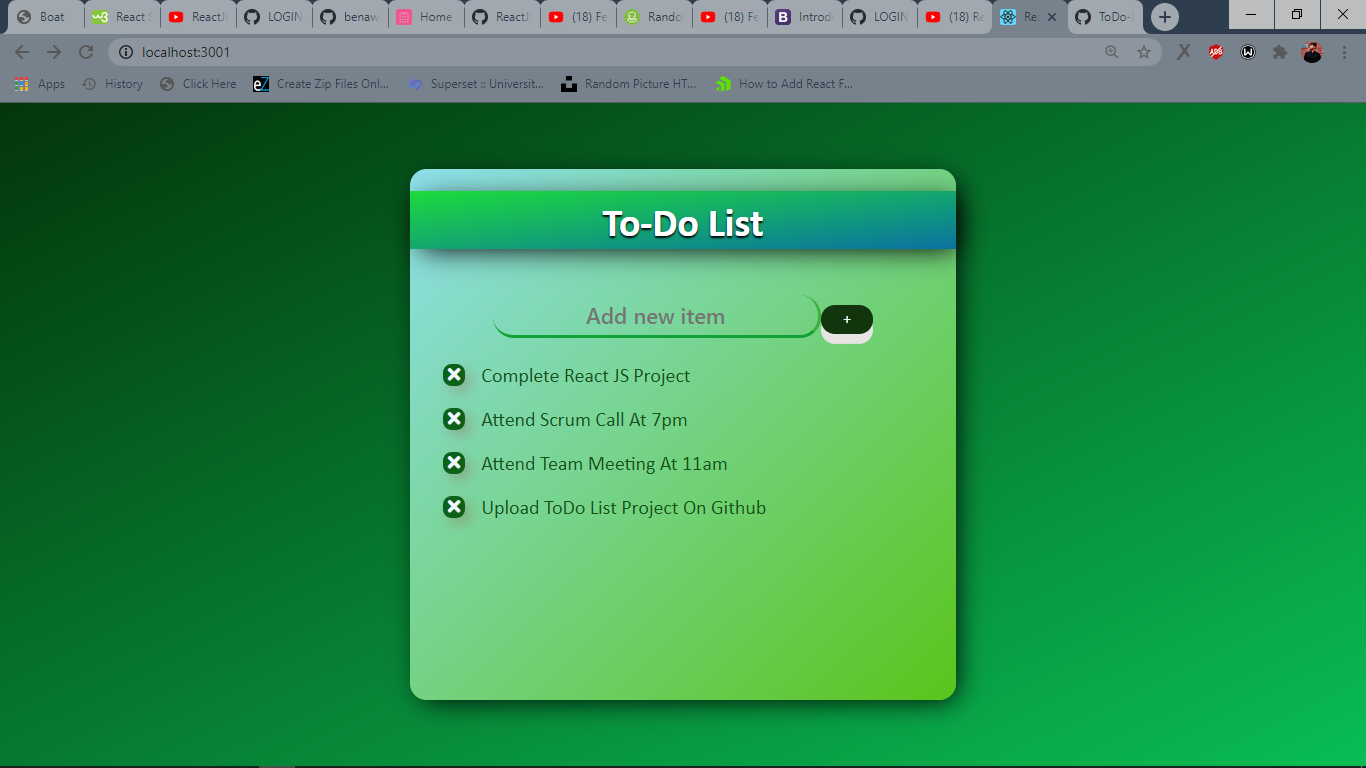 Boat React S ReactJs LOGIN benaw Home ReactJ (18) Fe Rando (18) Fe Introdu LOGIN (18) Re Rea ToDo-
localhost:3001
Apps History Click Here Create Zip Files Onl... Superset :: Universit... Random Picture HT... How to Add React F...
To-Do List
Add new item +
Complete React JS Project
Attend Scrum Call At 7pm
Attend Team Meeting At 11am
Upload ToDo List Project On Github